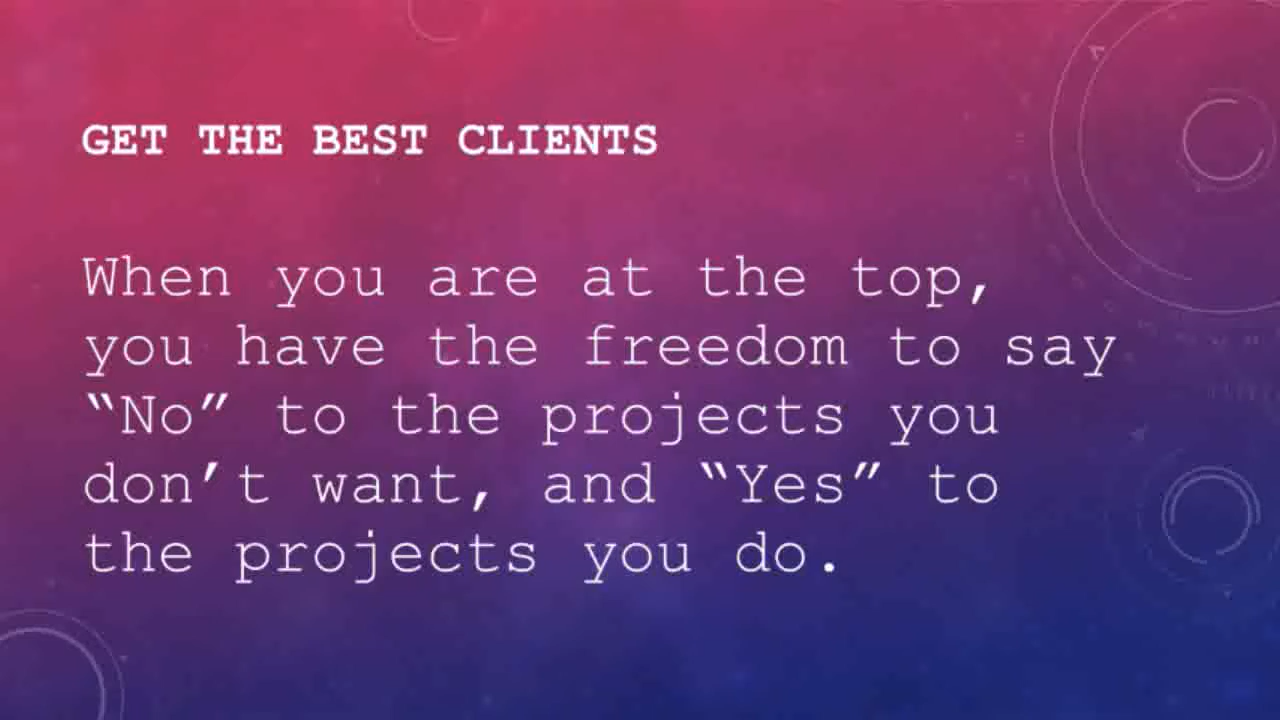 GET THE BEST CLIENTS
When you are at the top,
you have the freedom to say
“No” to the projects you
don’t want, and “Yes” to
the projects you do.